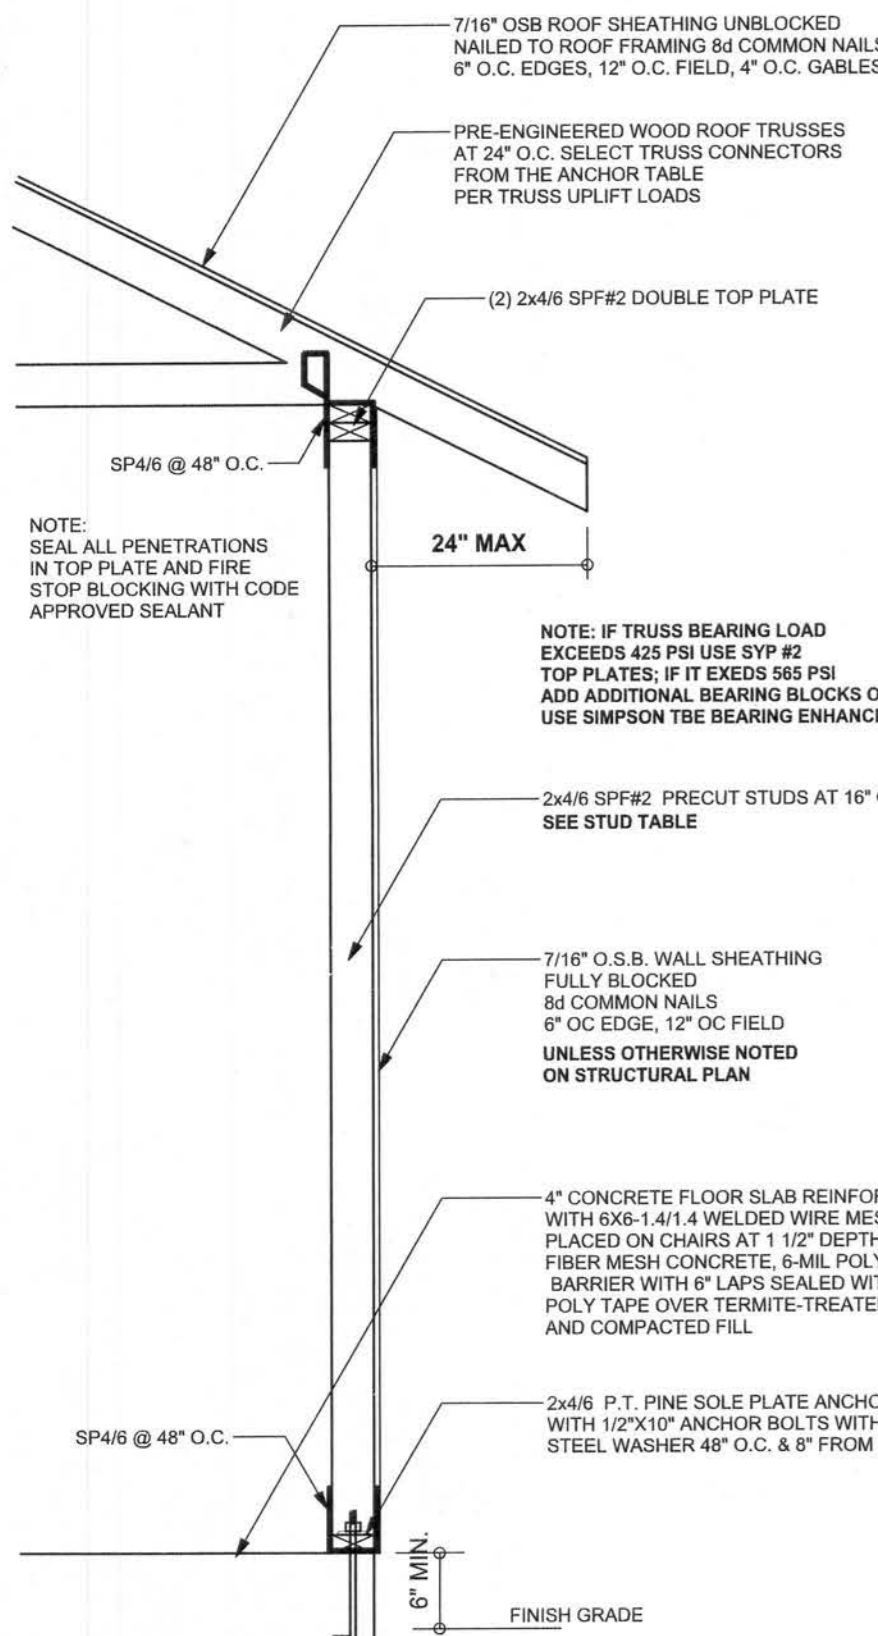 7/16" OSB ROOF SHEATHING UNBLOCKED
NAILED TO ROOF FRAMING 8d COMMON NAILS
6" O.C. EDGES, 12" O.C. FIELD, 4" O.C. GABLES
PRE-ENGINEERED WOOD ROOF TRUSSES
AT 24" O.C. SELECT TRUSS CONNECTORS
FROM THE ANCHOR TABLE
PER TRUSS UPLIFT LOADS
(2) 2x4/6 SPF#2 DOUBLE TOP PLATE
SP4/6 @ 48" O.C.
NOTE:
SEAL ALL PENETRATIONS
IN TOP PLATE AND FIRE
STOP BLOCKING WITH CODE
APPROVED SEALANT
24" MAX
NOTE: IF TRUSS BEARING LOAD
EXCEEDS 425 PSI USE SYP #2
TOP PLATES; IF IT EXEDS 565 PSI
ADD ADDITIONAL BEARING BLOCKS
USE SIMPSON TBE BEARING
2x4/6 SPF#2 PRECUT STUDS AT 16"
SEE STUD TABLE
7/16" O.S.B. WALL SHEATHING
FULLY BLOCKED
8d COMMON NAILS
6" OC EDGE, 12" OC FIELD
UNLESS OTHERWISE NOTED
ON STRUCTURAL PLAN
4" CONCRETE FLOOR SLAB
WITH 6X6-1.4/1.4 WELDED WIRE
PLACED ON CHAIRS AT 1 1/2" DEPTH
FIBER MESH CONCRETE, 6-MIL POLY
BARRIER WITH 6" LAPS SEALED
POLY TAPE OVER
AND COMPACTED FILL
2x4/6 P.T. PINE SOLE PLATE
WITH 1/2"X10" ANCHOR BOLTS WITH
STEEL WASHER 48" O.C. & 8" FROM
SP4/6 @ 48" O.C.
6" MIN.
FINISH GRADE